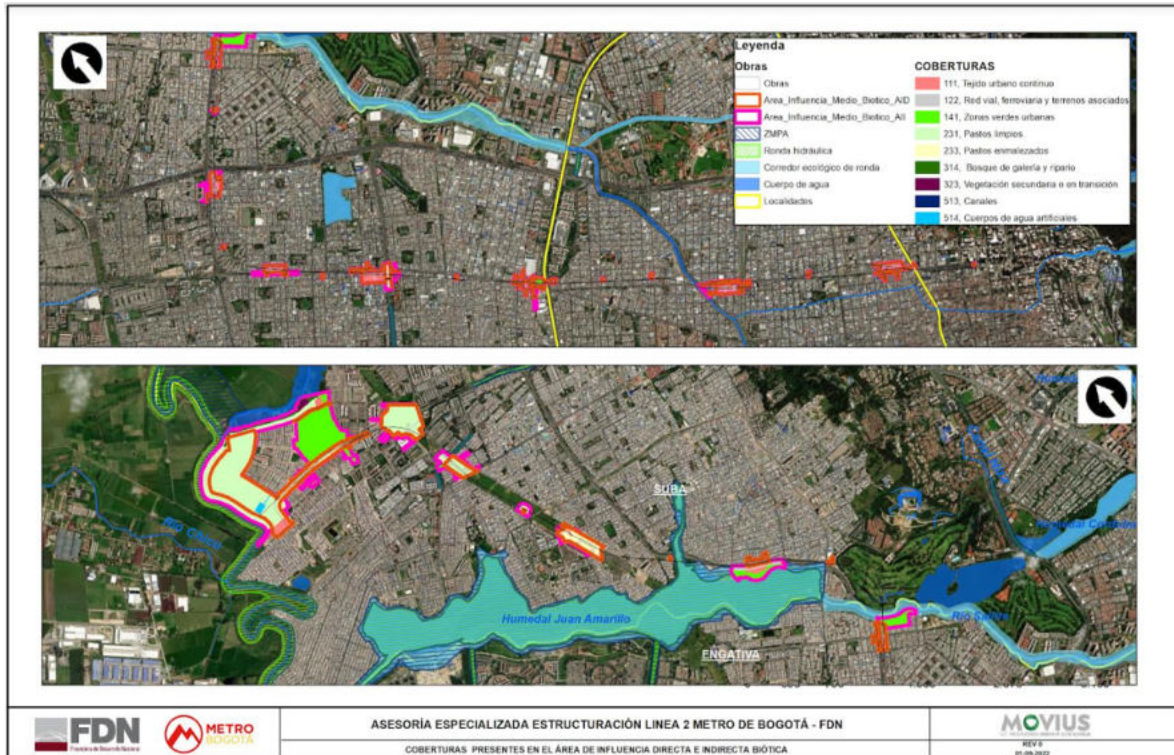 Leyenda
Obras
Obras
Area_Influencia_Medio_Biotico_AID
Area_Influencia_Medio_Biotico_AII
ZMPA
Ronda hidráulica
Corredor ecológico de ronda
Cuerpo de agua
Localidades
COBERTURAS
111, Tejido urbano continuo
122, Red vial, ferroviaria y terrenos asociados
141, Zonas verdes urbanas
231, Pastos limpios
233, Pastos enmalezados
314, Bosque de galería y ripario
323, Vegetación secundaria o en transición
513, Canales
514, Cuerpos de agua artificiales
SUBA
Humedal Juan Amarillo
ENGATIVA
FDN
Financiera de Desarrollo Nacional
METRO
BOGOTÁ
ASESORÍA ESPECIALIZADA ESTRUCTURACIÓN LINEA 2 METRO DE BOGOTÁ - FDN
COBERTURAS PRESENTES EN EL ÁREA DE INFLUENCIA DIRECTA E INDIRECTA BIÓTICA
MOVIUS
REV 0